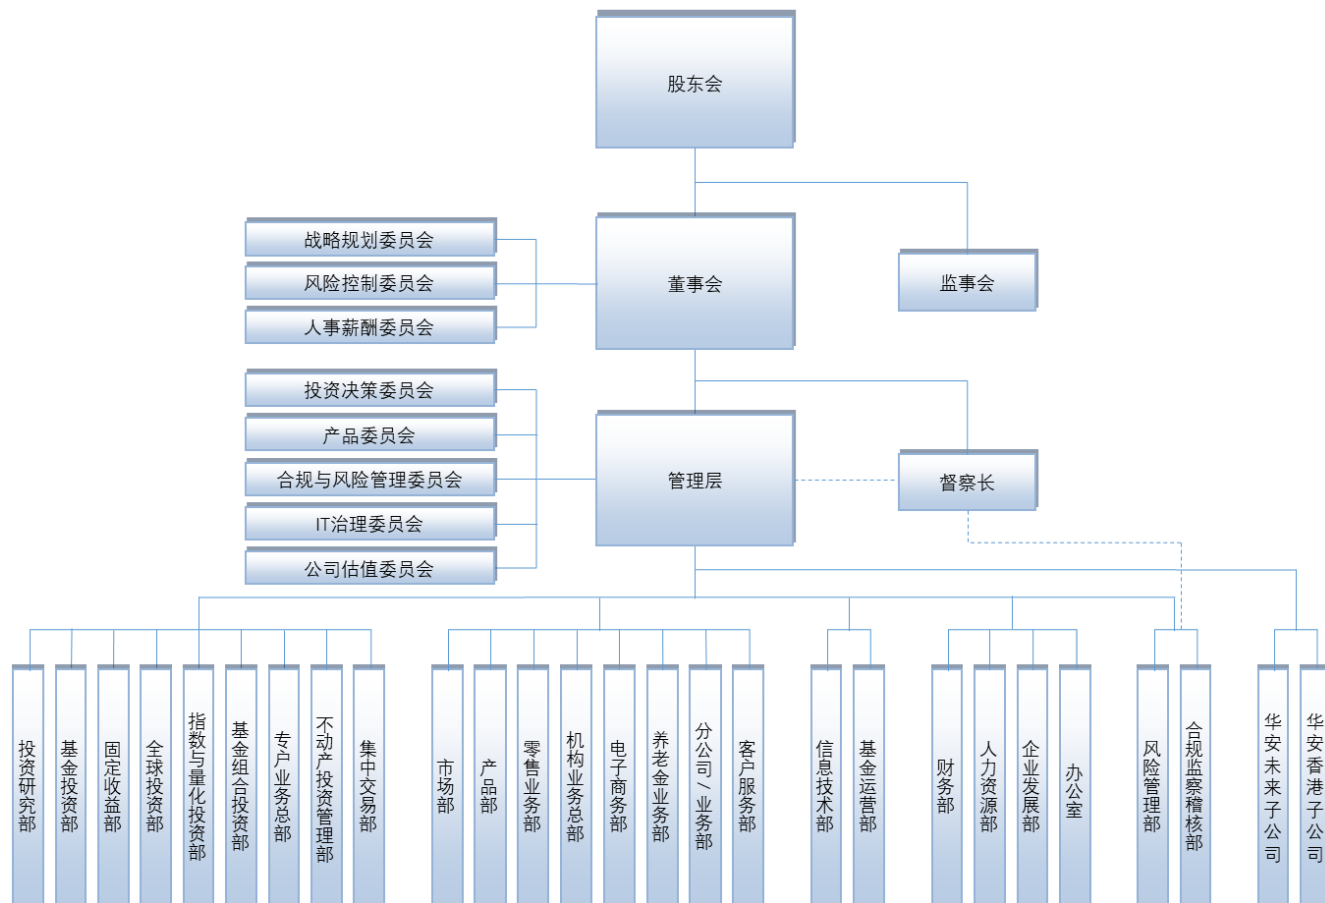 股东会
战略规划委员会
风险控制委员会
人事薪酬委员会
董事会
监事会
投资决策委员会
产品委员会
合规与风险管理委员会
IT治理委员会
公司估值委员会
管理层
督察长
投资研究部
基金投资部
固定收益部
全球投资部
指数与量化投资部
基金组合投资部
专户业务总部
不动产投资管理部
集中交易部
市场部
产品部
零售业务部
机构业务总部
电子商务部
养老金业务部
分公司/业务部
客户服务部
信息技术部
基金运营部
财务部
人力资源部
企业发展部
办公室
风险管理部
合规监察稽核部
华安未来子公司
华安香港子公司